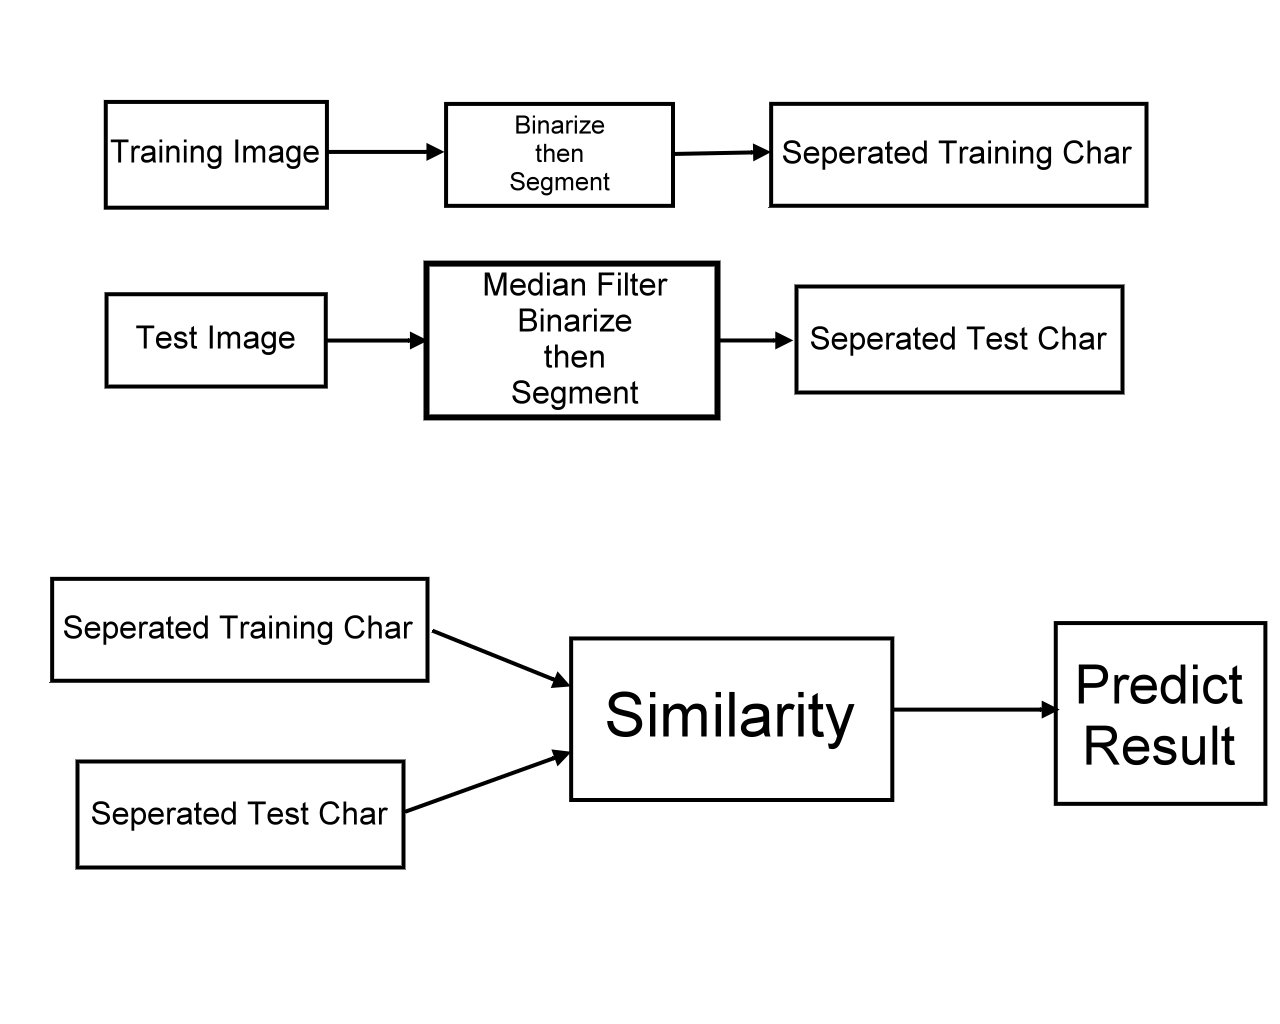 Training Image
Binarize
then
Segment
Seperated Training Char
Test Image
Median Filter
Binarize
then
Segment
Seperated Test Char
Seperated Training Char
Seperated Test Char
Similarity
Predict
Result